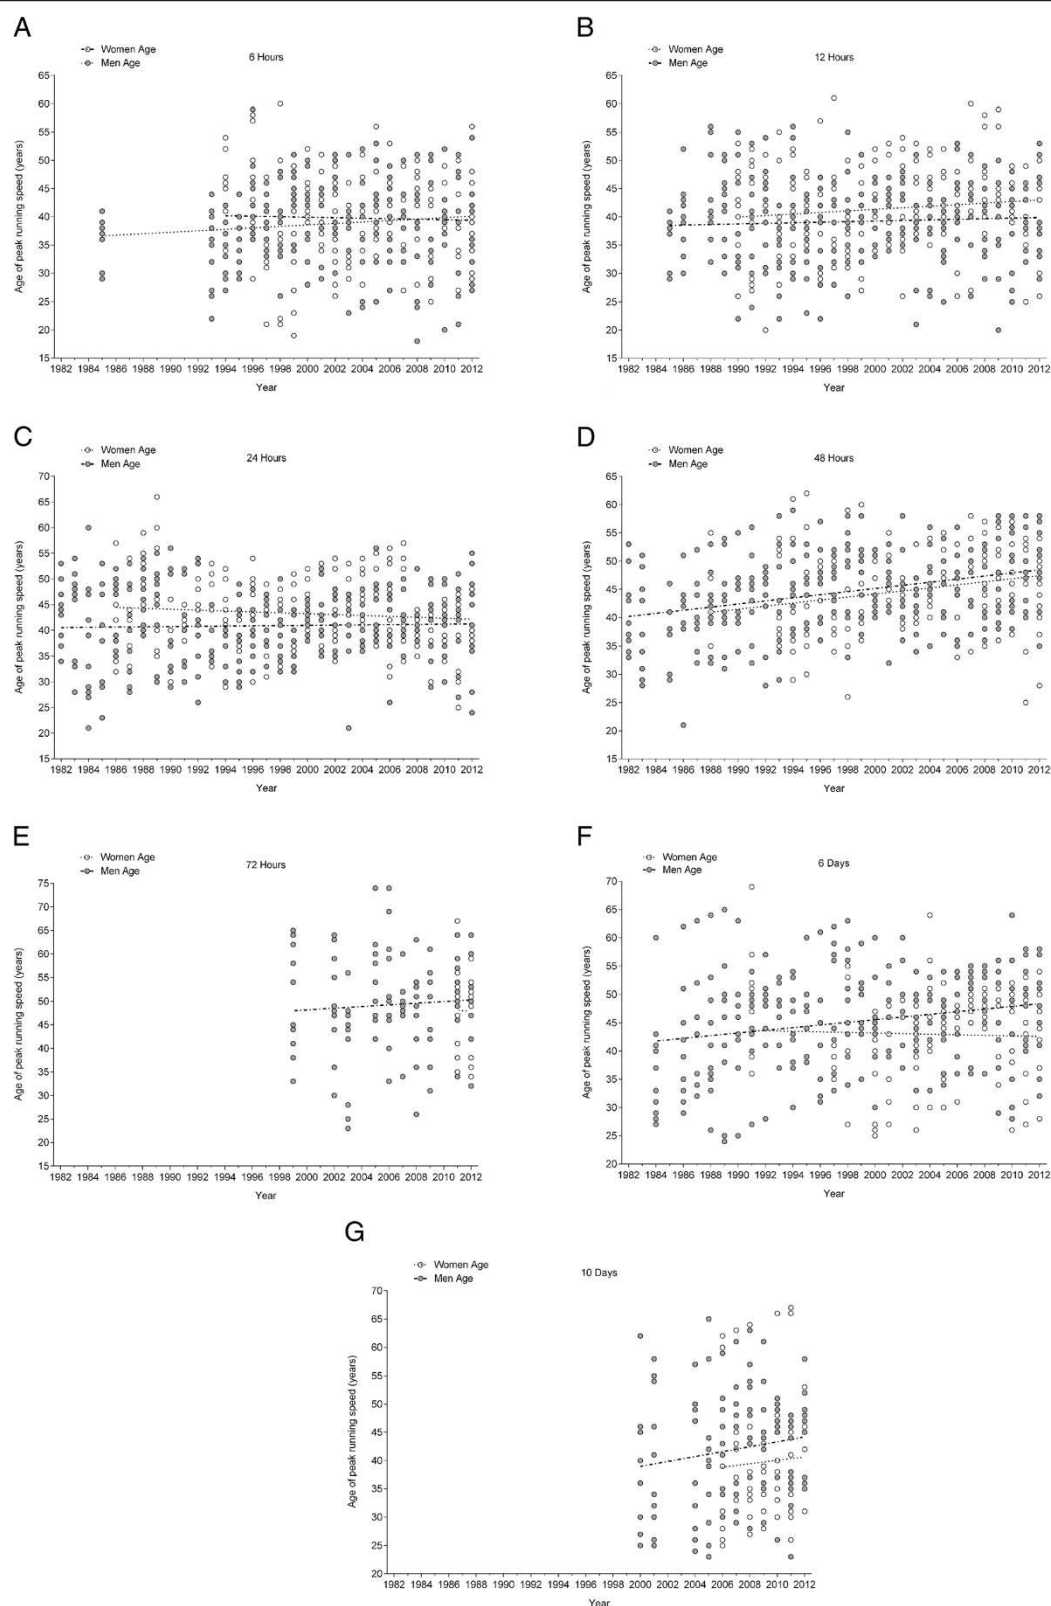 A
Women Age
Men Age
6 Hours
Age of peak running speed (years)
65
60
55
50
45
40
35
30
25
20
15
1982 1984 1986 1988 1990 1992 1994 1996 1998 2000 2002 2004 2006 2008 2010 2012
Year
B
Women Age
Men Age
12 Hours
Age of peak running speed (years)
65
60
55
50
45
40
35
30
25
20
15
1982 1984 1986 1988 1990 1992 1994 1996 1998 2000 2002 2004 2006 2008 2010 2012
Year
C
Women Age
Men Age
24 Hours
Age of peak running speed (years)
70
65
60
55
50
45
40
35
30
25
20
15
1982 1984 1986 1988 1990 1992 1994 1996 1998 2000 2002 2004 2006 2008 2010 2012
Year
D
Women Age
Men Age
48 Hours
Age of peak running speed (years)
65
60
55
50
45
40
35
30
25
20
15
1982 1984 1986 1988 1990 1992 1994 1996 1998 2000 2002 2004 2006 2008 2010 2012
Year
E
Women Age
Men Age
72 Hours
Age of peak running speed (years)
75
70
65
60
55
50
45
40
35
30
25
20
15
1982 1984 1986 1988 1990 1992 1994 1996 1998 2000 2002 2004 2006 2008 2010 2012
Year
F
Women Age
Men Age
6 Days
Age of peak running speed (years)
70
65
60
55
50
45
40
35
30
25
20
1982 1984 1986 1988 1990 1992 1994 1996 1998 2000 2002 2004 2006 2008 2010 2012
Year
G
Women Age
Men Age
10 Days
Age of peak running speed (years)
70
65
60
55
50
45
40
35
30
25
20
1982 1984 1986 1988 1990 1992 1994 1996 1998 2000 2002 2004 2006 2008 2010 2012
Year